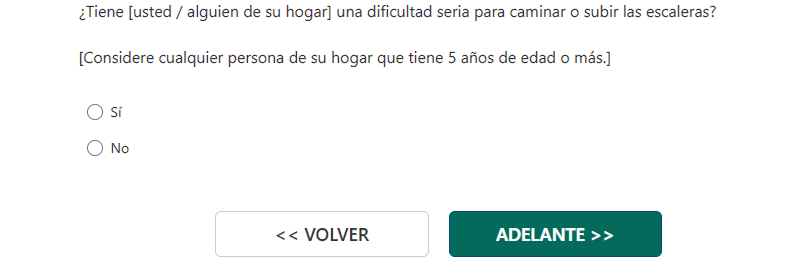 ¿Tiene [usted / alguien de su hogar] una dificultad seria para caminar o subir las escaleras?
[Considere cualquier persona de su hogar que tiene 5 años de edad o más.]
Sí
No
<< VOLVER
ADELANTE >>